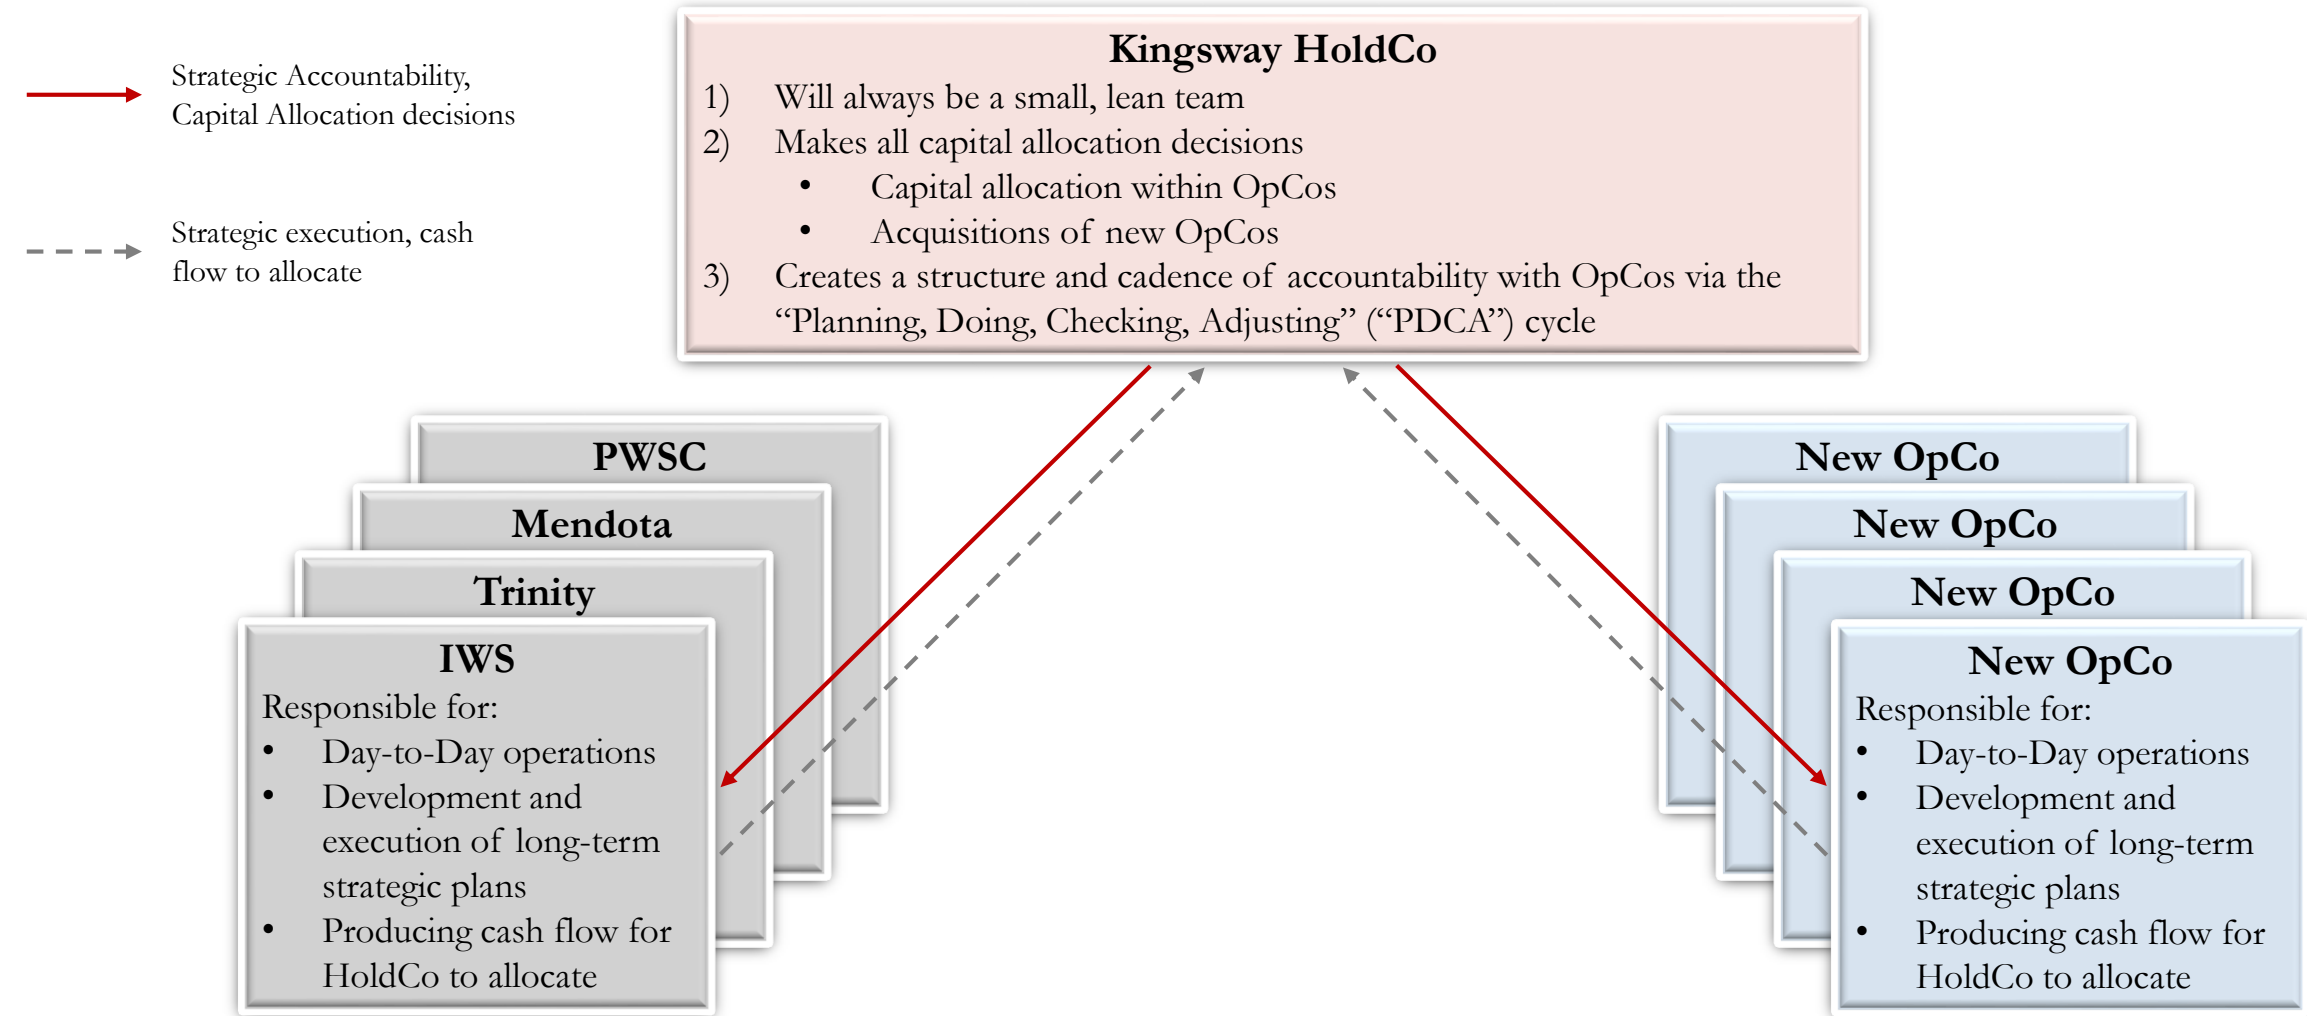 Strategic Accountability,
Capital Allocation decisions
Strategic execution, cash
flow to allocate
Kingsway HoldCo
1) Will always be a small, lean team
2) Makes all capital allocation decisions
• Capital allocation within OpCos
• Acquisitions of new OpCos
3) Creates a structure and cadence of accountability with OpCos via the
“Planning, Doing, Checking, Adjusting” (“PDCA”) cycle
PWSC
Mendota
Trinity
IWS
Responsible for:
• Day-to-Day operations
• Development and
execution of long-term
strategic plans
• Producing cash flow for
HoldCo to allocate
New OpCo
New OpCo
New OpCo
New OpCo
Responsible for:
• Day-to-Day operations
• Development and
execution of long-term
strategic plans
• Producing cash flow for
HoldCo to allocate